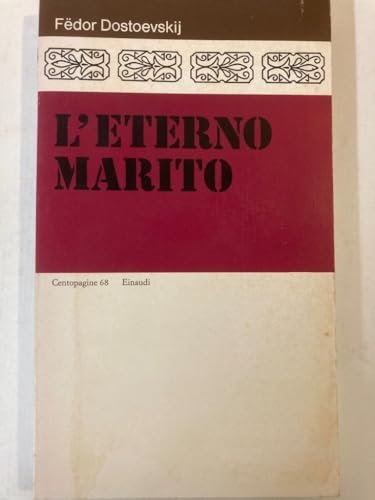 Fëdor Dostoevskij
L'ETERNO
MARITO
Centopagine 68 Einaudi